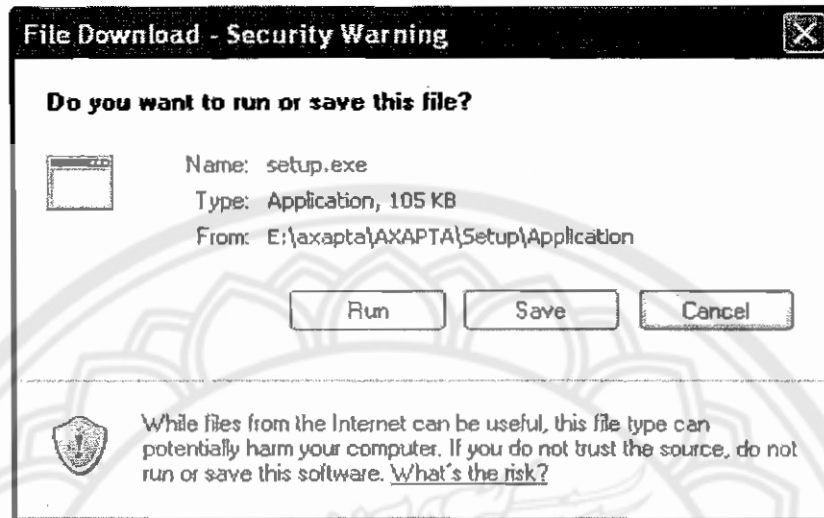 File Download - Security Warning
Do you want to run or save this file?
Name: setup.exe
Type: Application, 105 KB
From: E:\axapta\AXAPTA\Setup\Application
Run Save Cancel
While files from the Internet can be useful, this file type can
potentially harm your computer. If you do not trust the source, do not
run or save this software. What's the risk?